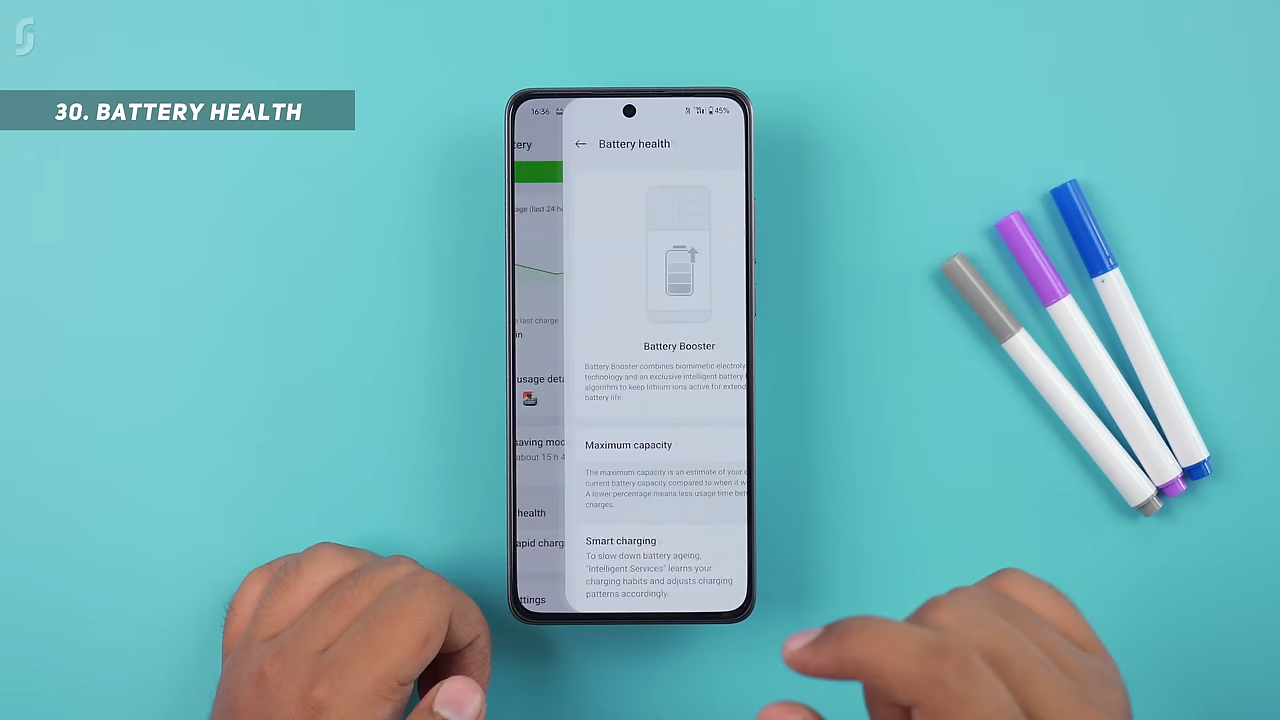 30. BATTERY HEALTH
16:36
45%
tery
Battery health
age (last 24 h
Battery Booster
Battery Booster combines biomimetic electroly
technology and an exclusive intelligent battery
algorithm to keep lithium ions active for extend
battery life.
e last charge
in
usage deta
saving mod
about 15 h 4
Maximum capacity
The maximum capacity is an estimate of your
current battery capacity compared to when it w
A lower percentage means less usage time betw
charges.
health
apid charg
ttings
Smart charging
To slow down battery ageing,
"Intelligent Services" learns your
charging habits and adjusts charging
patterns accordingly.